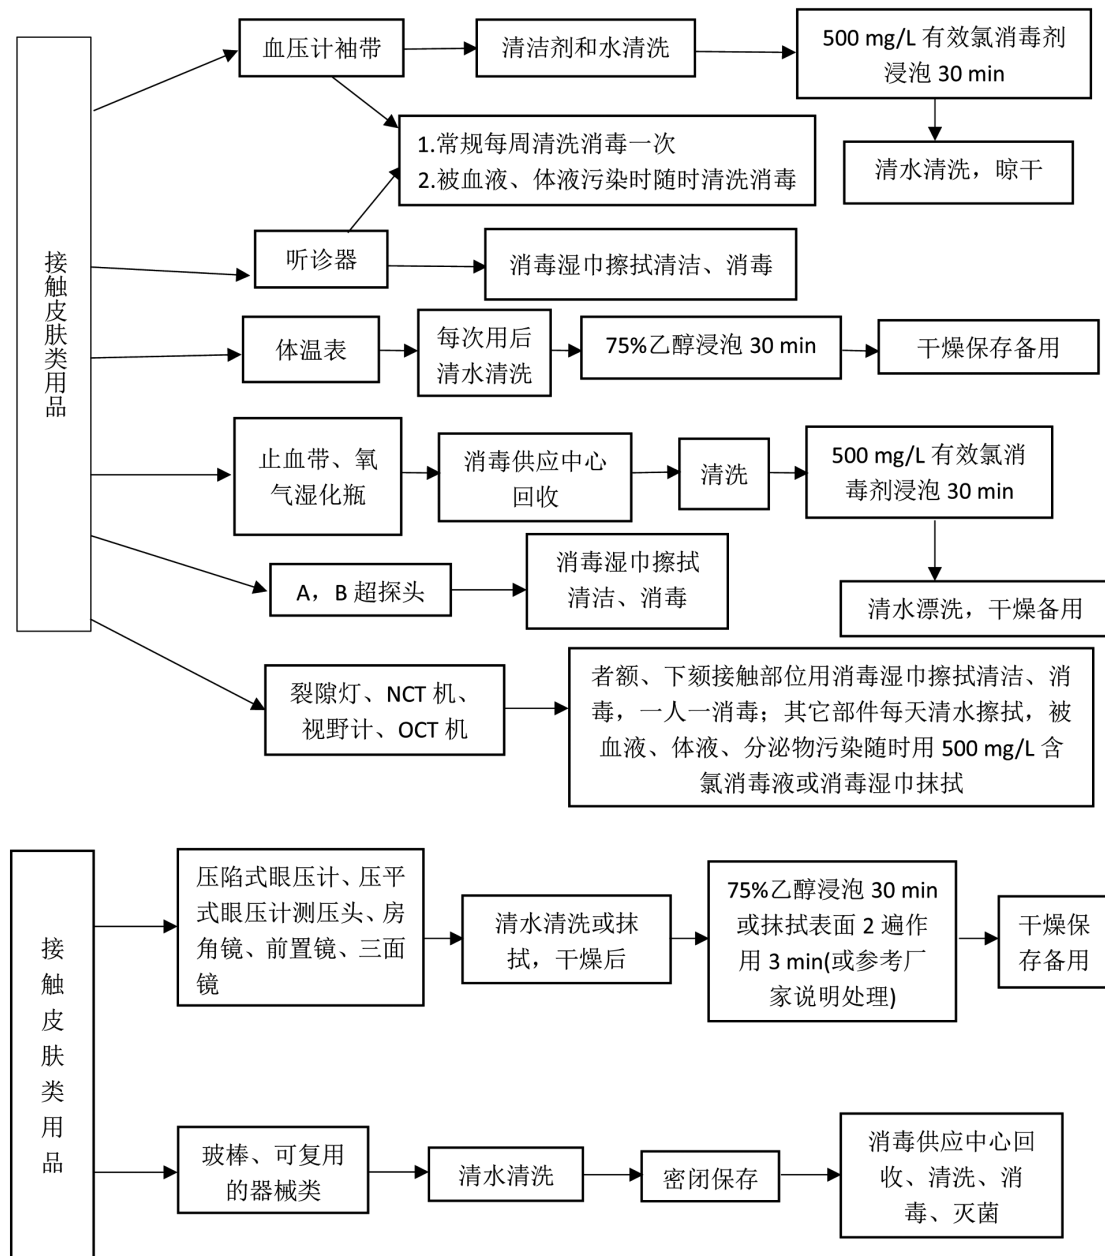 接触皮肤类用品
血压计袖带
清洁剂和水清洗
500 mg/L 有效氯消毒剂
浸泡 30 min
清水清洗，晾干
1.常规每周清洗消毒一次
2.被血液、体液污染时随时清洗消毒
听诊器
消毒湿巾擦拭清洁、消毒
体温表
每次用后
清水清洗
75%乙醇浸泡 30 min
干燥保存备用
止血带、氧
气湿化瓶
消毒供应中心
回收
清洗
500 mg/L 有效氯消
毒剂浸泡 30 min
清水漂洗，干燥备用
A，B 超探头
消毒湿巾擦拭
清洁、消毒
裂隙灯、NCT 机、
视野计、OCT 机
者额、下颏接触部位用消毒湿巾擦拭清洁、消
毒，一人一消毒；其它部件每天清水擦拭，被
血液、体液、分泌物污染随时用 500 mg/L 含
氯消毒液或消毒湿巾抹拭
接触皮肤类用品
压陷式眼压计、压平
式眼压计测压头、房
角镜、前置镜、三面
镜
清水清洗或抹
拭，干燥后
75%乙醇浸泡 30 min
或抹拭表面 2 遍作
用 3 min(或参考厂
家说明处理)
干燥保
存备用
玻棒、可复用
的器械类
清水清洗
密闭保存
消毒供应中心回
收、清洗、消
毒、灭菌